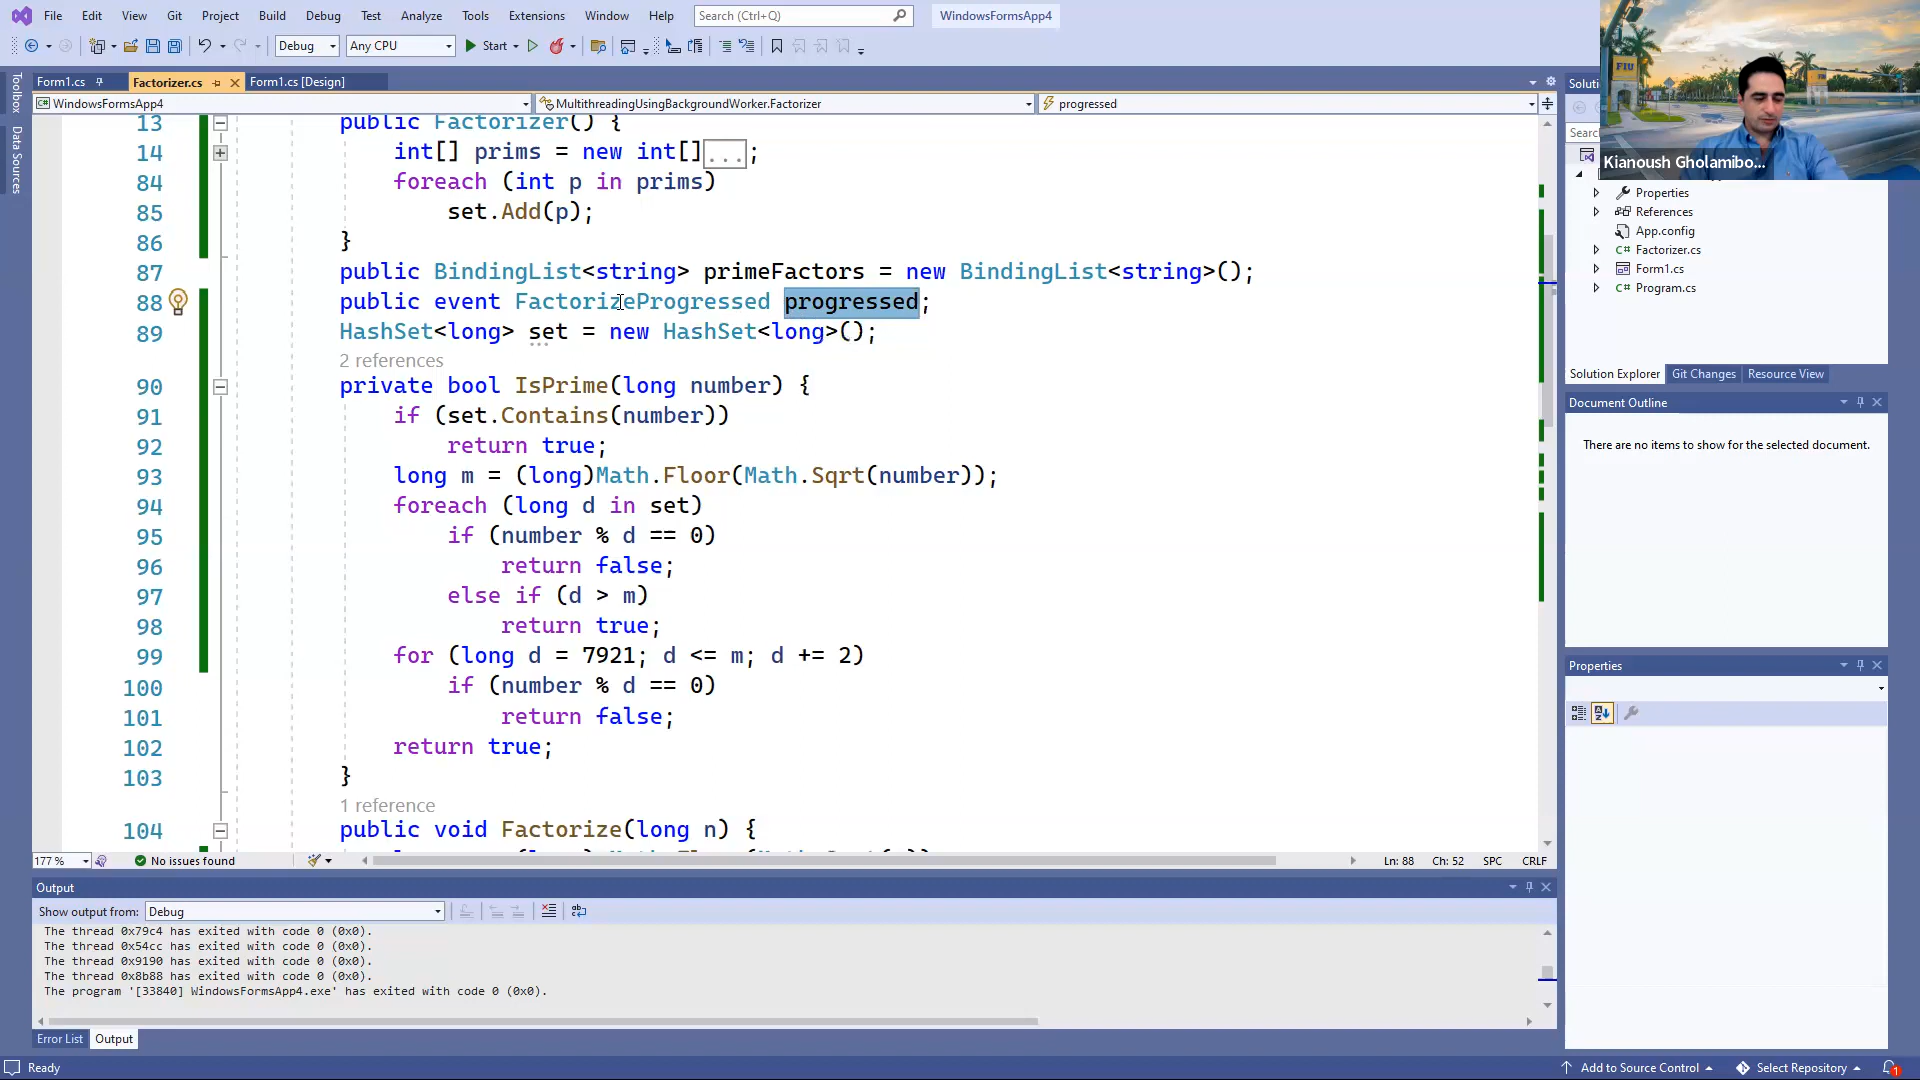 File Edit View Git Project Build Debug Test Analyze Tools Extensions Window Help Search (Ctrl+Q) WindowsFormsApp4
Debug Any CPU Start
Form1.cs Factorizer.cs Form1.cs [Design]
WindowsFormsApp4 MultithreadingUsingBackgroundWorker.Factorizer progressed
Toolbox
Data Sources
13 public Factorizer() {
14 int[] prims = new int[]...;
84 foreach (int p in prims)
85 set.Add(p);
86 }
87 public BindingList<string> primeFactors = new BindingList<string>();
88 public event FactorizeProgressed progressed;
89 HashSet<long> set = new HashSet<long>();
2 references
90 private bool IsPrime(long number) {
91 if (set.Contains(number))
92 return true;
93 long m = (long)Math.Floor(Math.Sqrt(number));
94 foreach (long d in set)
95 if (number % d == 0)
96 return false;
97 else if (d > m)
98 return true;
99 for (long d = 7921; d <= m; d += 2)
100 if (number % d == 0)
101 return false;
102 return true;
103 }
1 reference
104 public void Factorize(long n) {
177 % No issues found Ln: 88 Ch: 52 SPC CRLF
Output
Show output from: Debug
The thread 0x79c4 has exited with code 0 (0x0).
The thread 0x54cc has exited with code 0 (0x0).
The thread 0x9190 has exited with code 0 (0x0).
The thread 0x8b88 has exited with code 0 (0x0).
The program '[33840] WindowsFormsApp4.exe' has exited with code 0 (0x0).
Error List Output
Ready Add to Source Control Select Repository 1
FIU
Kianoush Gholambo...
Properties
References
App.config
Factorizer.cs
Form1.cs
Program.cs
Solution Explorer Git Changes Resource View
Document Outline
There are no items to show for the selected document.
Properties